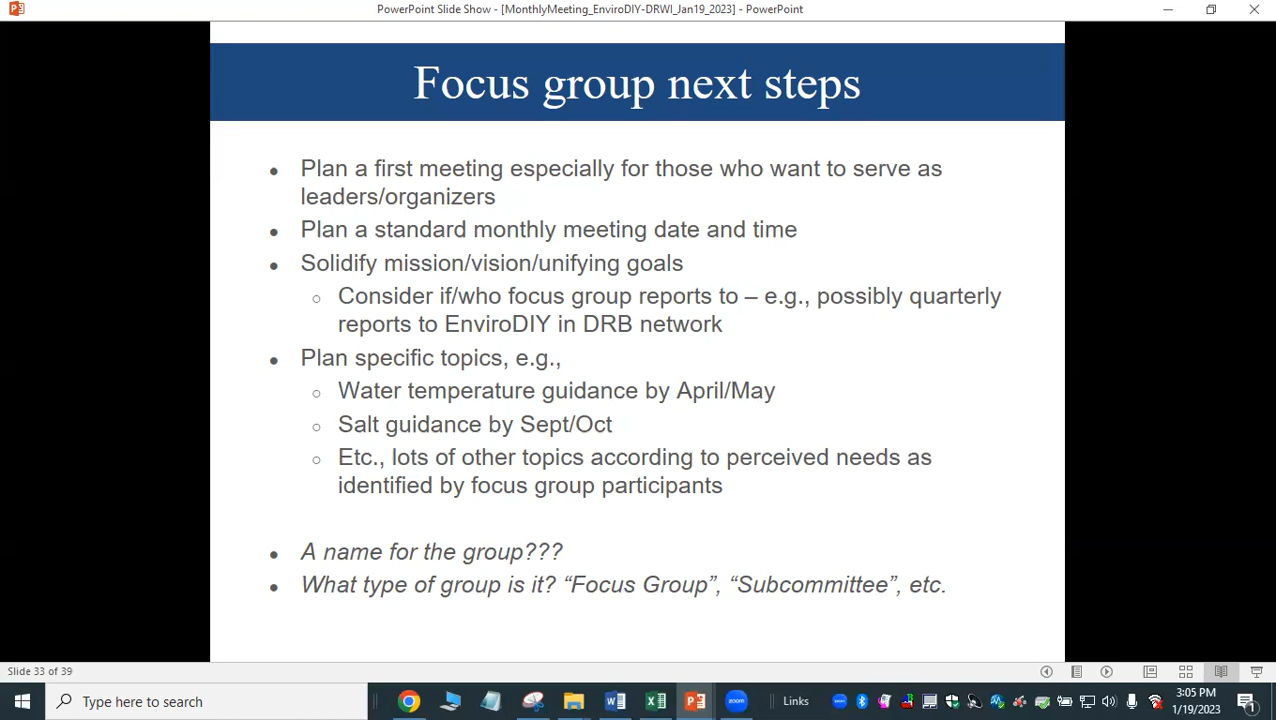 PowerPoint Slide Show - [MonthlyMeeting_EnviroDIY-DRWI_Jan19_2023] - PowerPoint
Focus group next steps
• Plan a first meeting especially for those who want to serve as
leaders/organizers
• Plan a standard monthly meeting date and time
• Solidify mission/vision/unifying goals
○ Consider if/who focus group reports to – e.g., possibly quarterly
reports to EnviroDIY in DRB network
• Plan specific topics, e.g.,
○ Water temperature guidance by April/May
○ Salt guidance by Sept/Oct
○ Etc., lots of other topics according to perceived needs as
identified by focus group participants
• A name for the group???
• What type of group is it? “Focus Group”, “Subcommittee”, etc.
Slide 33 of 39
Type here to search
Links
3:05 PM
1/19/2023
1